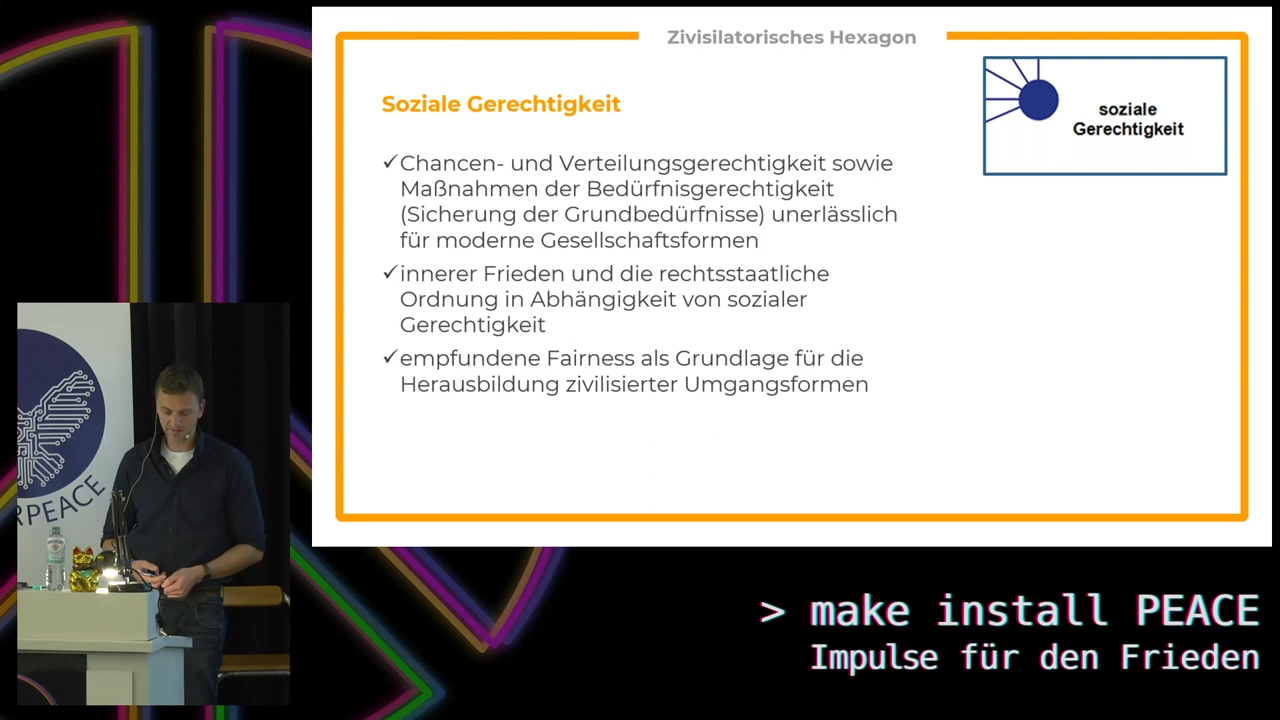 Zivisilatorisches Hexagon
Soziale Gerechtigkeit
soziale
Gerechtigkeit
✓Chancen- und Verteilungsgerechtigkeit sowie
Maßnahmen der Bedürfnisgerechtigkeit
(Sicherung der Grundbedürfnisse) unerlässlich
für moderne Gesellschaftsformen
✓innerer Frieden und die rechtsstaatliche
Ordnung in Abhängigkeit von sozialer
Gerechtigkeit
✓empfundene Fairness als Grundlage für die
Herausbildung zivilisierter Umgangsformen
RPEACE
> make install PEACE
Impulse für den Frieden